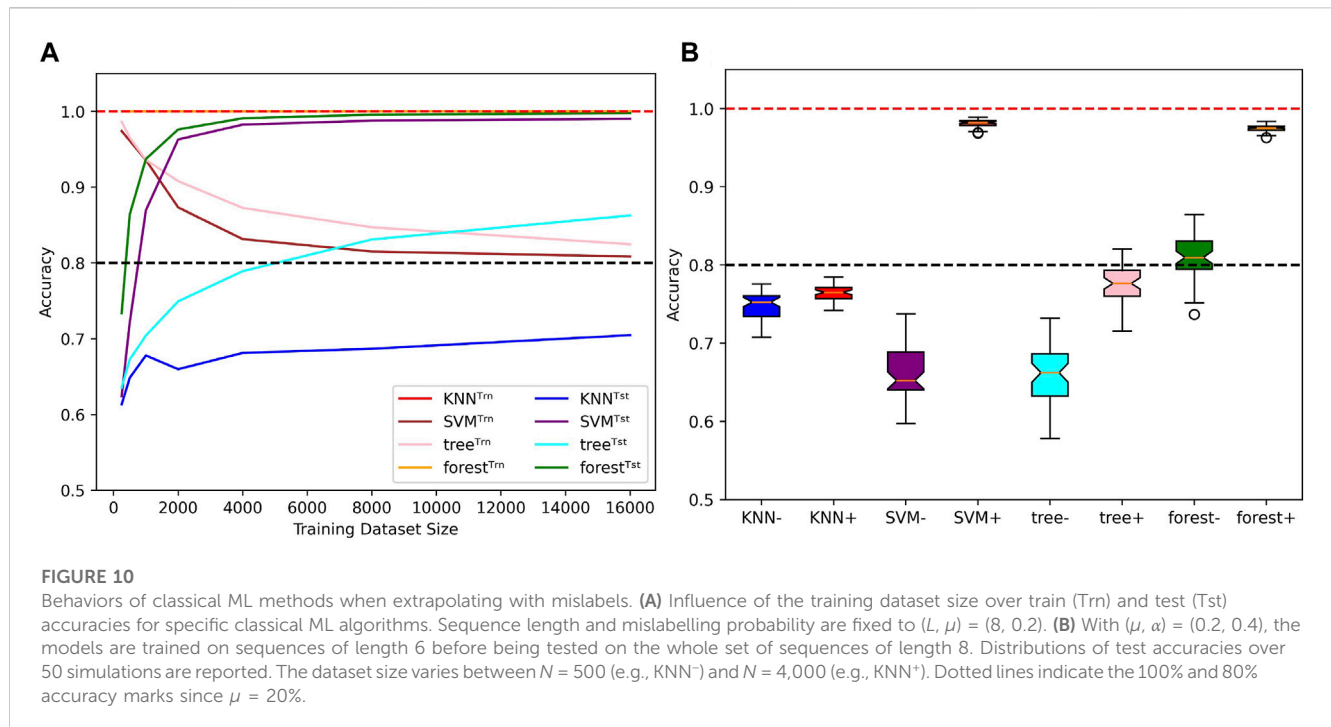 A
B
1.0
0.9
0.8
0.7
0.6
0.5
Accuracy
0 2000 4000 6000 8000 10000 12000 14000 16000
Training Dataset Size
KNNᵀʳⁿ KNNᵀˢᵗ
SVMᵀʳⁿ SVMᵀˢᵗ
treeᵀʳⁿ treeᵀˢᵗ
forestᵀʳⁿ forestᵀˢᵗ
1.0
0.9
0.8
0.7
0.6
0.5
Accuracy
KNN- KNN+ SVM- SVM+ tree- tree+ forest- forest+
FIGURE 10
Behaviors of classical ML methods when extrapolating with mislabels. (A) Influence of the training dataset size over train (Trn) and test (Tst)
accuracies for specific classical ML algorithms. Sequence length and mislabelling probability are fixed to (L, μ) = (8, 0.2). (B) With (μ, α) = (0.2, 0.4), the
models are trained on sequences of length 6 before being tested on the whole set of sequences of length 8. Distributions of test accuracies over
50 simulations are reported. The dataset size varies between N = 500 (e.g., KNN⁻) and N = 4,000 (e.g., KNN⁺). Dotted lines indicate the 100% and 80%
accuracy marks since μ = 20%.